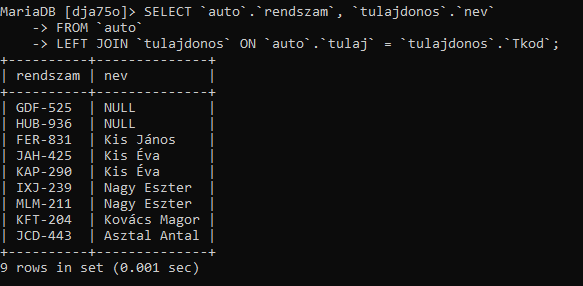 MariaDB [dja75o]> SELECT `auto`.`rendszam`, `tulajdonos`.`nev`
    -> FROM `auto`
    -> LEFT JOIN `tulajdonos` ON `auto`.`tulaj` = `tulajdonos`.`Tkod`;
+----------+--------------+
| rendszam | nev          |
+----------+--------------+
| GDF-525  | NULL         |
| HUB-936  | NULL         |
| FER-831  | Kis János    |
| JAH-425  | Kis Éva      |
| KAP-290  | Kis Éva      |
| IXJ-239  | Nagy Eszter  |
| MLM-211  | Nagy Eszter  |
| KFT-204  | Kovács Magor |
| JCD-443  | Asztal Antal |
+----------+--------------+
9 rows in set (0.001 sec)